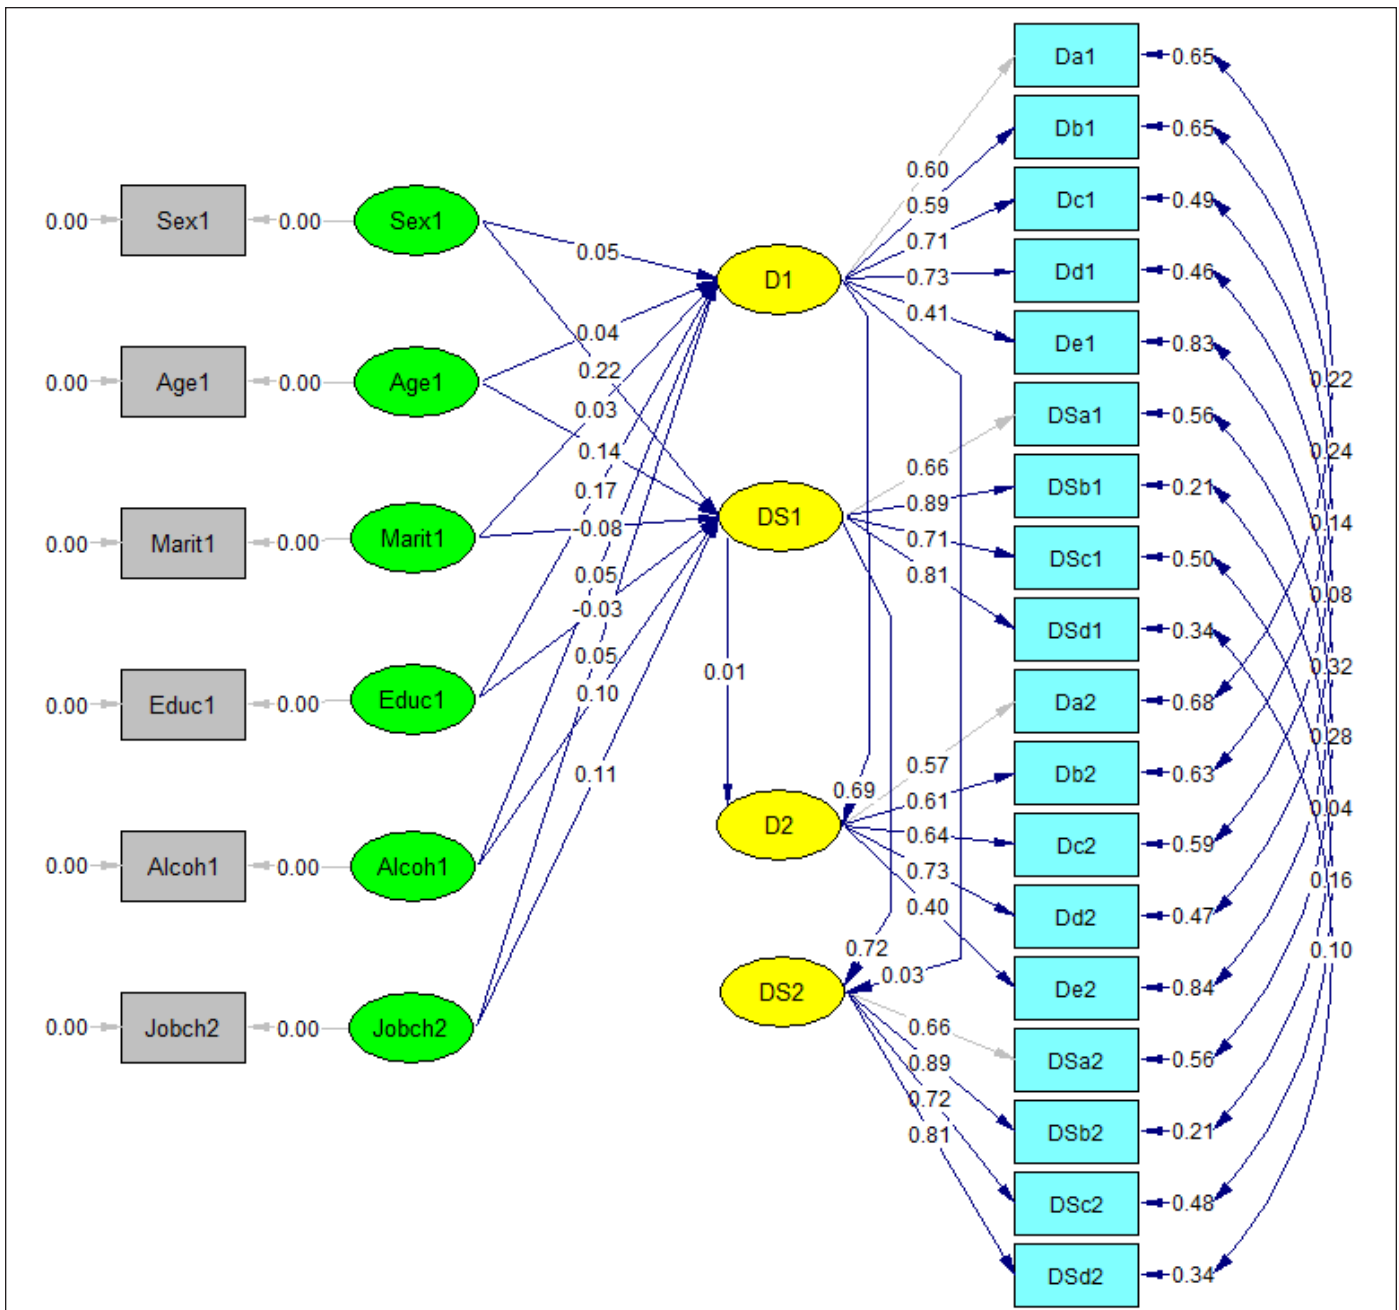 Da1
0.65
Db1
0.65
0.60
Dc1
0.49
0.59
0.00
Sex1
0.00
Sex1
0.71
0.05
D1
0.73
Dd1
0.46
0.41
0.04
De1
0.83
0.00
Age1
0.00
Age1
0.22
0.22
0.03
DSa1
0.56
0.14
0.24
0.66
0.17
0.89
DSb1
0.21
DS1
0.00
Marit1
0.00
Marit1
-0.08
0.71
0.14
DSc1
0.50
0.05
0.81
0.08
-0.03
DSd1
0.34
0.05
0.01
0.32
0.00
Educ1
0.00
Educ1
0.10
Da2
0.68
0.28
0.57
0.11
0.69
0.61
Db2
0.63
D2
0.04
0.64
Dc2
0.59
0.00
Alcoh1
0.00
Alcoh1
0.73
0.16
0.40
Dd2
0.47
0.72
0.10
0.03
DS2
De2
0.84
0.00
Jobch2
0.00
Jobch2
0.66
0.89
DSa2
0.56
0.72
0.81
DSb2
0.21
DSc2
0.48
DSd2
0.34